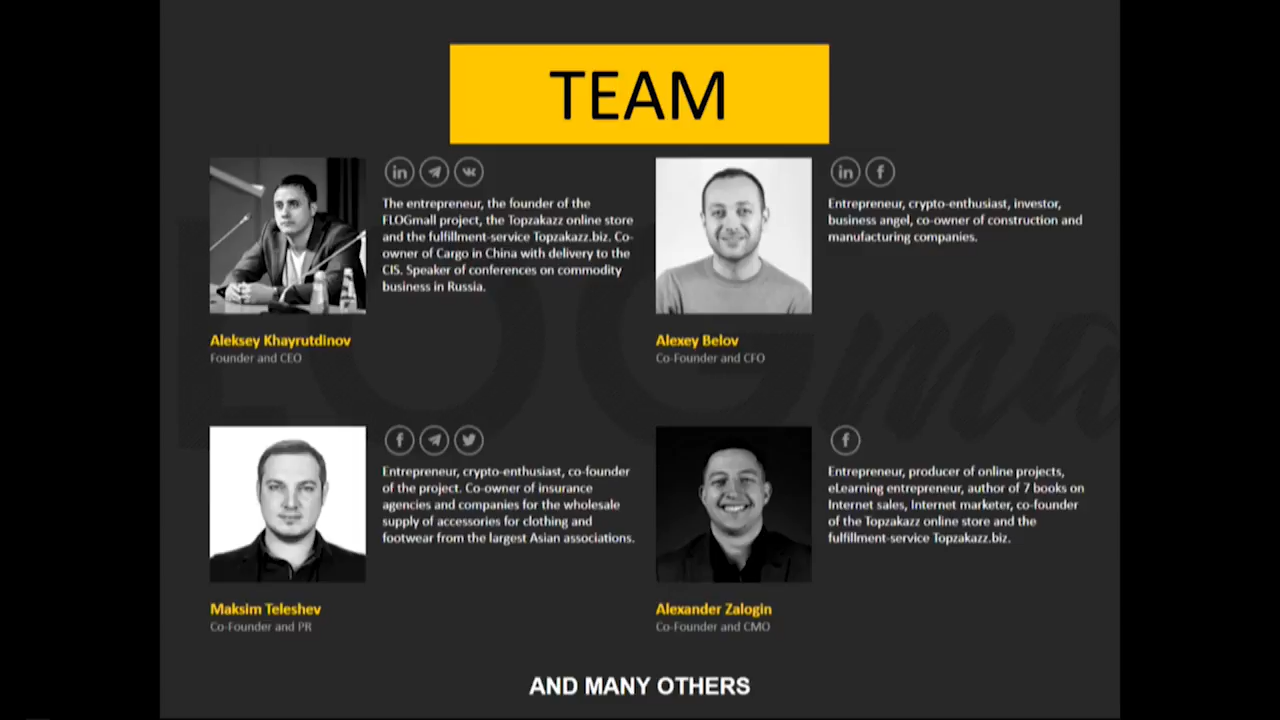 TEAM
The entrepreneur, the founder of the
FLOGmall project, the Topzakazz online store
and the fulfillment-service Topzakazz.biz. Co-
owner of Cargo in China with delivery to the
CIS. Speaker of conferences on commodity
business in Russia.
Aleksey Khayrutdinov
Founder and CEO
Entrepreneur, crypto-enthusiast, investor,
business angel, co-owner of construction and
manufacturing companies.
Alexey Belov
Co-Founder and CFO
Entrepreneur, crypto-enthusiast, co-founder
of the project. Co-owner of insurance
agencies and companies for the wholesale
supply of accessories for clothing and
footwear from the largest Asian associations.
Maksim Teleshev
Co-Founder and PR
Entrepreneur, producer of online projects,
eLearning entrepreneur, author of 7 books on
Internet sales, Internet marketer, co-founder
of the Topzakazz online store and the
fulfillment-service Topzakazz.biz.
Alexander Zalogin
Co-Founder and CMO
AND MANY OTHERS